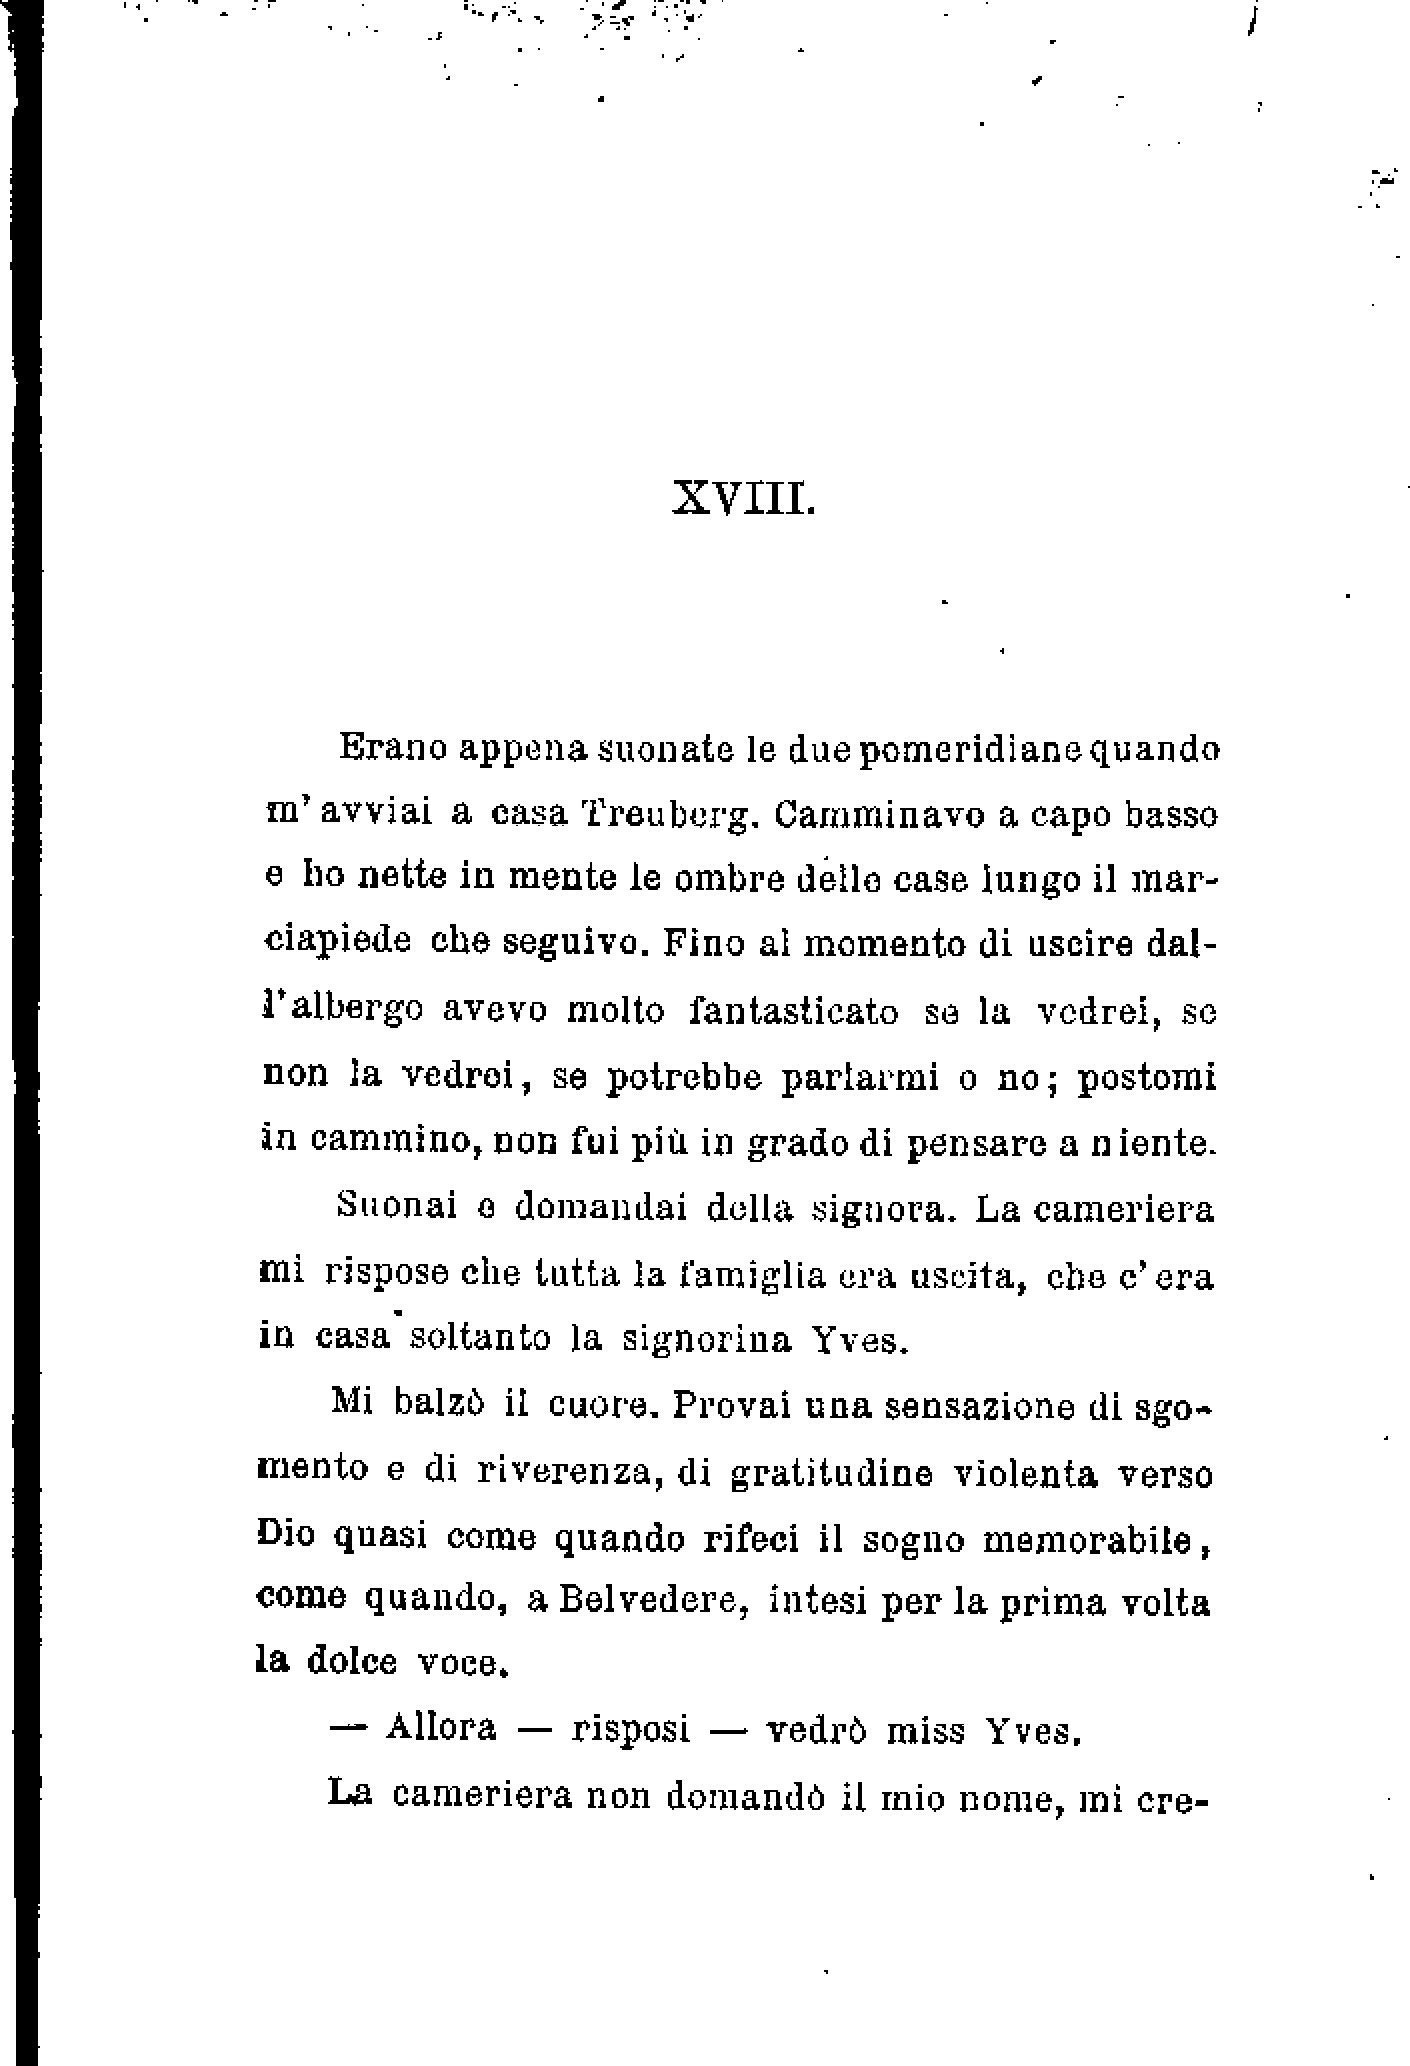 XVIII.
Erano appena suonate le due pomeridiane quando
m' avviai a casa Treuberg. Camminavo a capo basso
e ho nette in mente le ombre delle case lungo il mar-
ciapiede che seguivo. Fino al momento di uscire dal-
l'albergo avevo molto fantasticato se la vedrei, se
non la vedrei, se potrebbe parlarmi o no; postomi
in cammino, non fui più in grado di pensare a niente.
Suonai e domandai della signora. La cameriera
mi rispose che tutta la famiglia era uscita, che c' era
in casa soltanto la signorina Yves.
Mi balzò il cuore. Provai una sensazione di sgo-
mento e di riverenza, di gratitudine violenta verso
Dio quasi come quando rifeci il sogno memorabile,
come quando, a Belvedere, intesi per la prima volta
la dolce voce.
— Allora — risposi — vedrò miss Yves.
La cameriera non domandò il mio nome, mi cre-